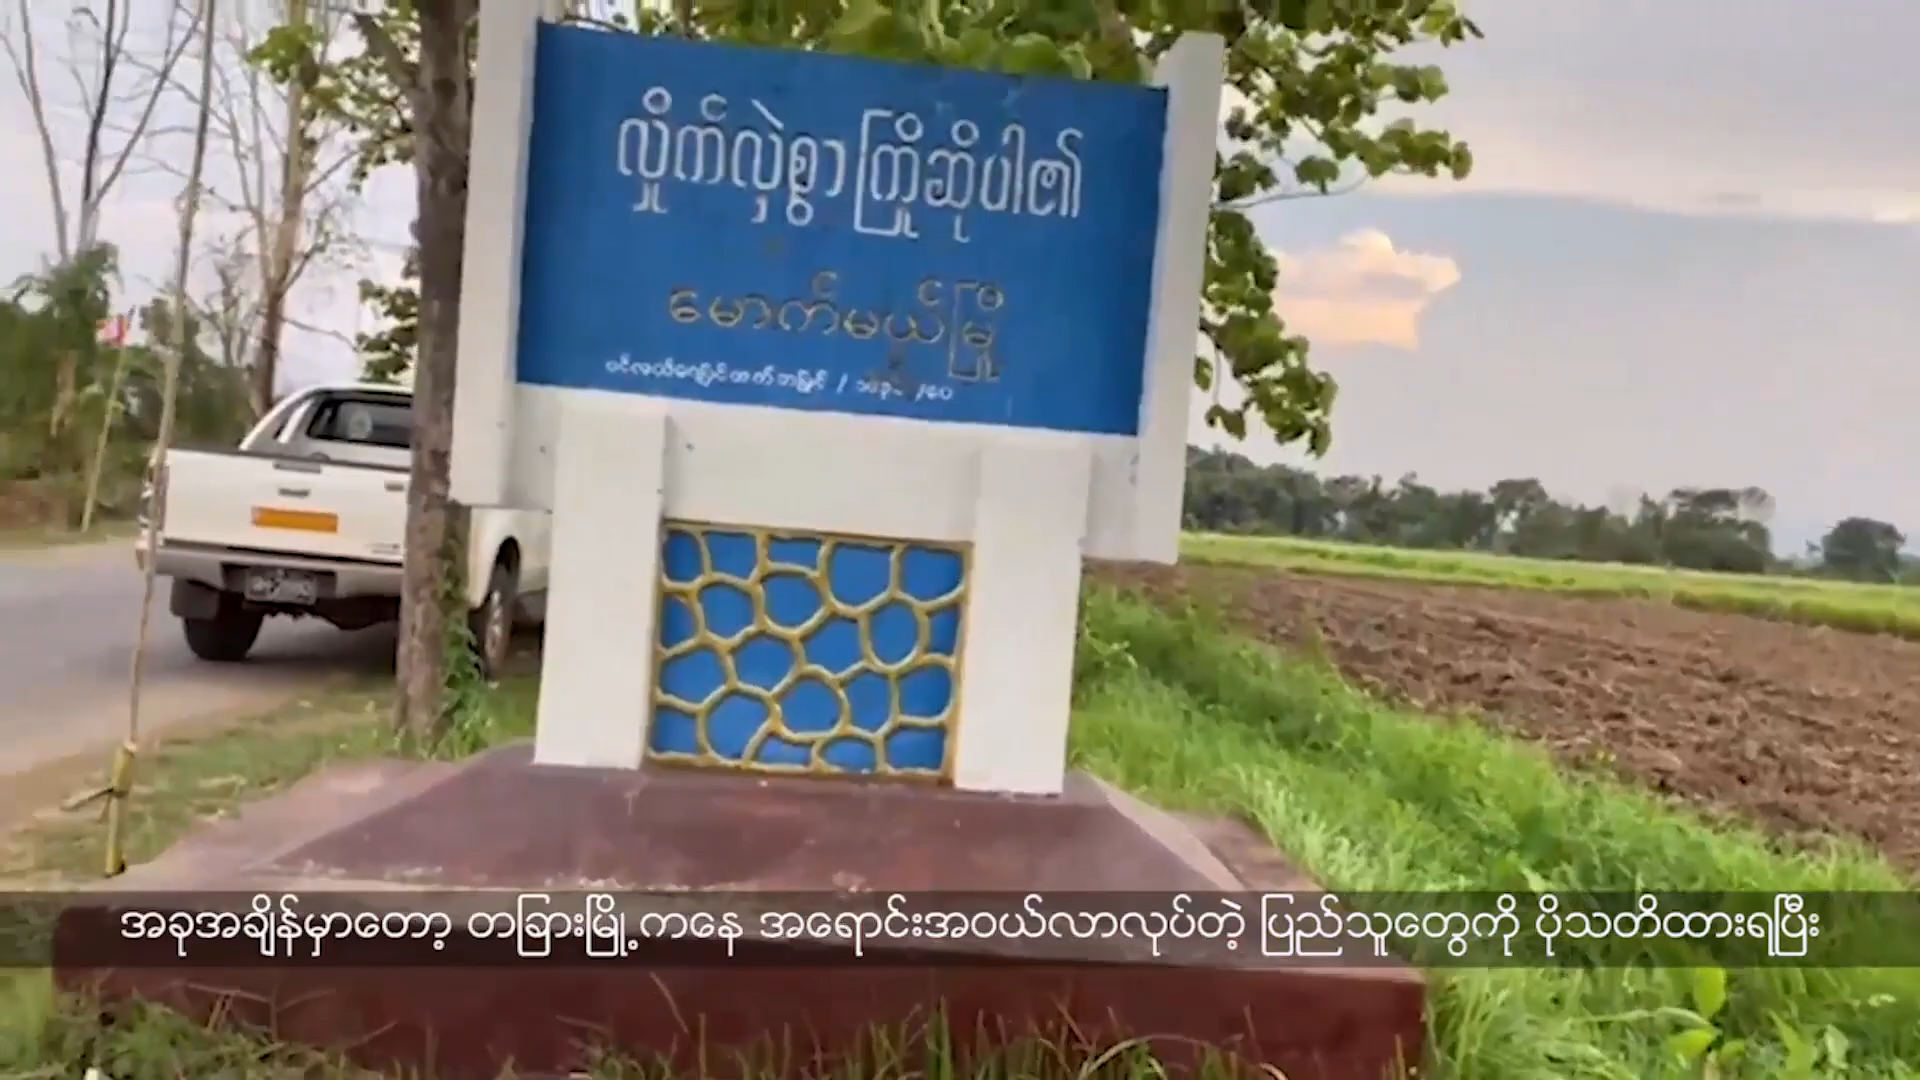 လှိုက်လှဲစွာကြိုဆိုပါ၏
မောက်မယ်မြို့
အခုအချိန်မှာတော့ တခြားမြို့ကနေ အရောင်းအဝယ်လာလုပ်တဲ့ ပြည်သူတွေကို ပိုသတိထားရပြီး